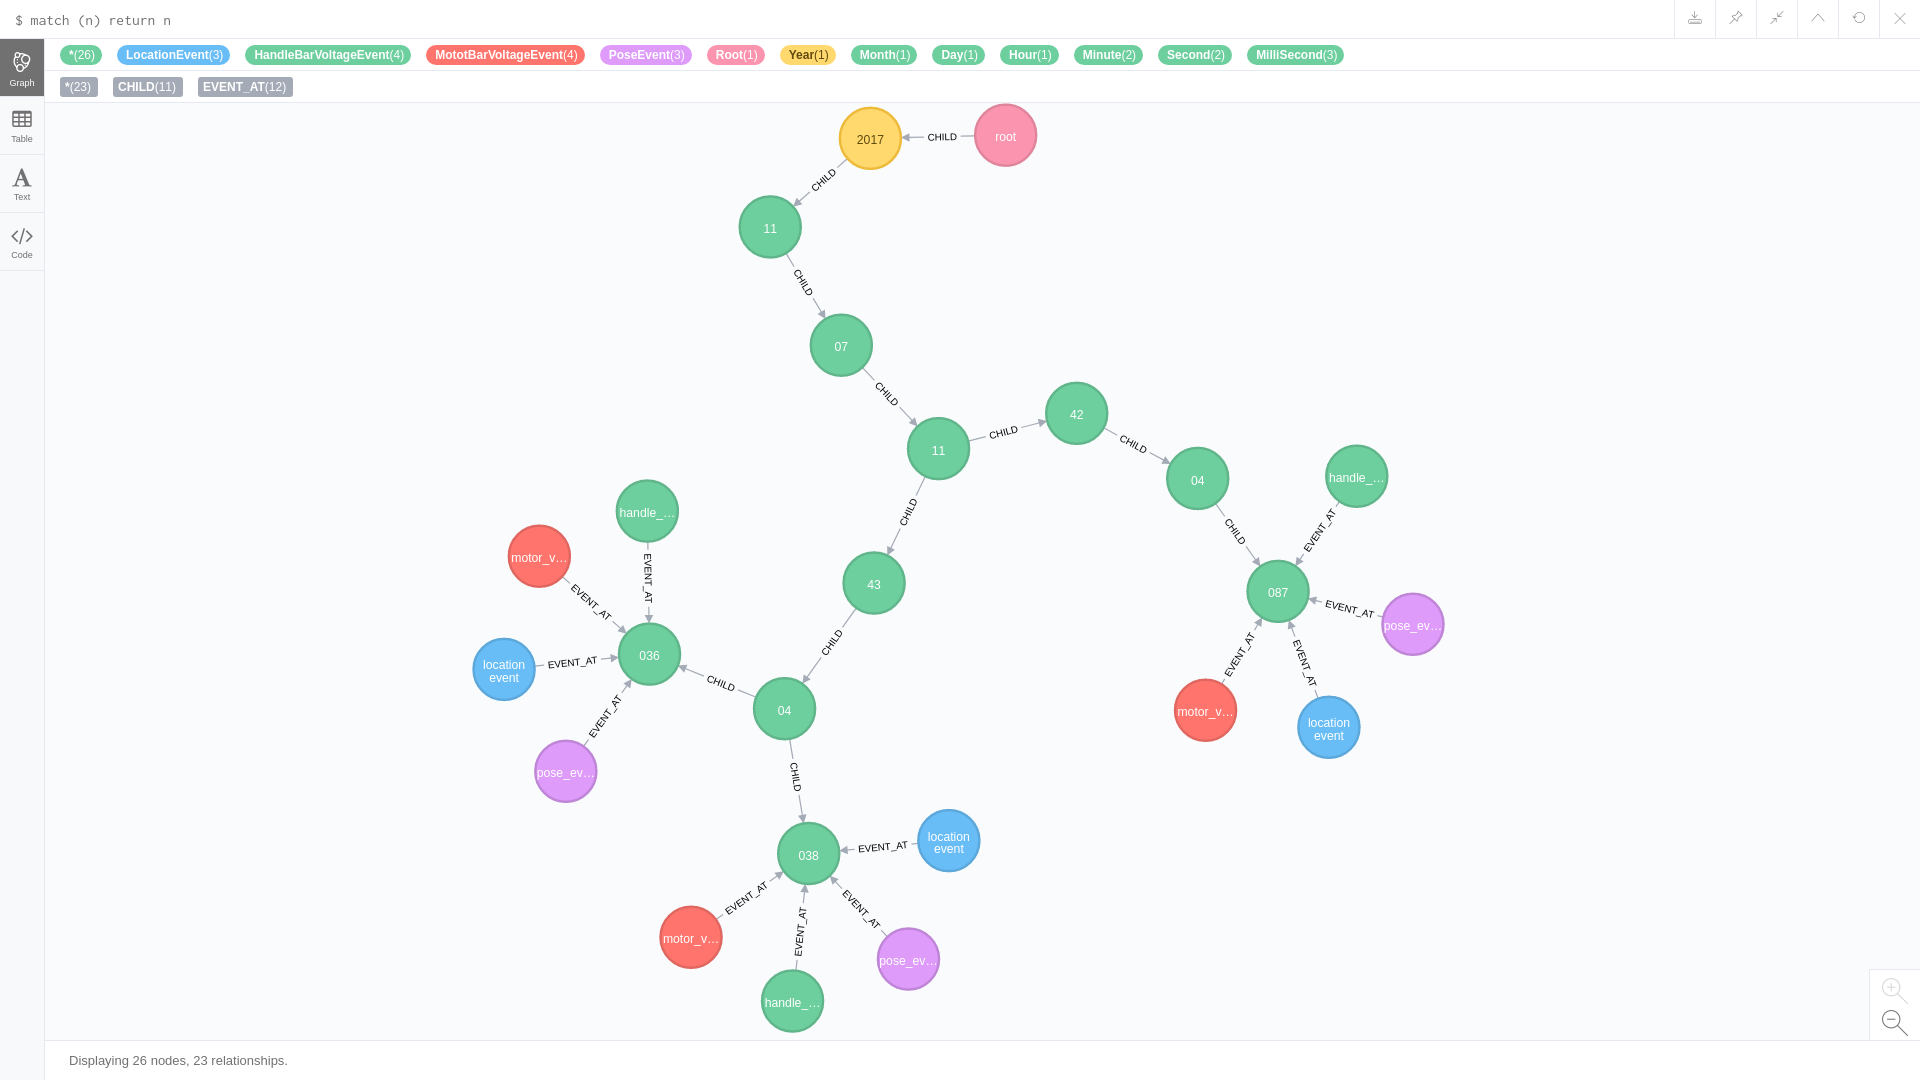 $ match (n) return n
*(26) LocationEvent(3) HandleBarVoltageEvent(4) MototBarVoltageEvent(4) PoseEvent(3) Root(1) Year(1) Month(1) Day(1) Hour(1) Minute(2) Second(2) MilliSecond(3)
*(23) CHILD(11) EVENT_AT(12)
Graph
Table
Text
Code
2017
CHILD
root
CHILD
11
CHILD
07
CHILD
11
CHILD
42
CHILD
04
CHILD
handle_...
EVENT_AT
087
EVENT_AT
pose_ev...
EVENT_AT
motor_v...
EVENT_AT
location
event
CHILD
43
CHILD
04
CHILD
036
handle_...
EVENT_AT
motor_v...
EVENT_AT
location
event
EVENT_AT
pose_ev...
EVENT_AT
CHILD
038
EVENT_AT
location
event
EVENT_AT
motor_v...
EVENT_AT
handle_...
EVENT_AT
pose_ev...
Displaying 26 nodes, 23 relationships.